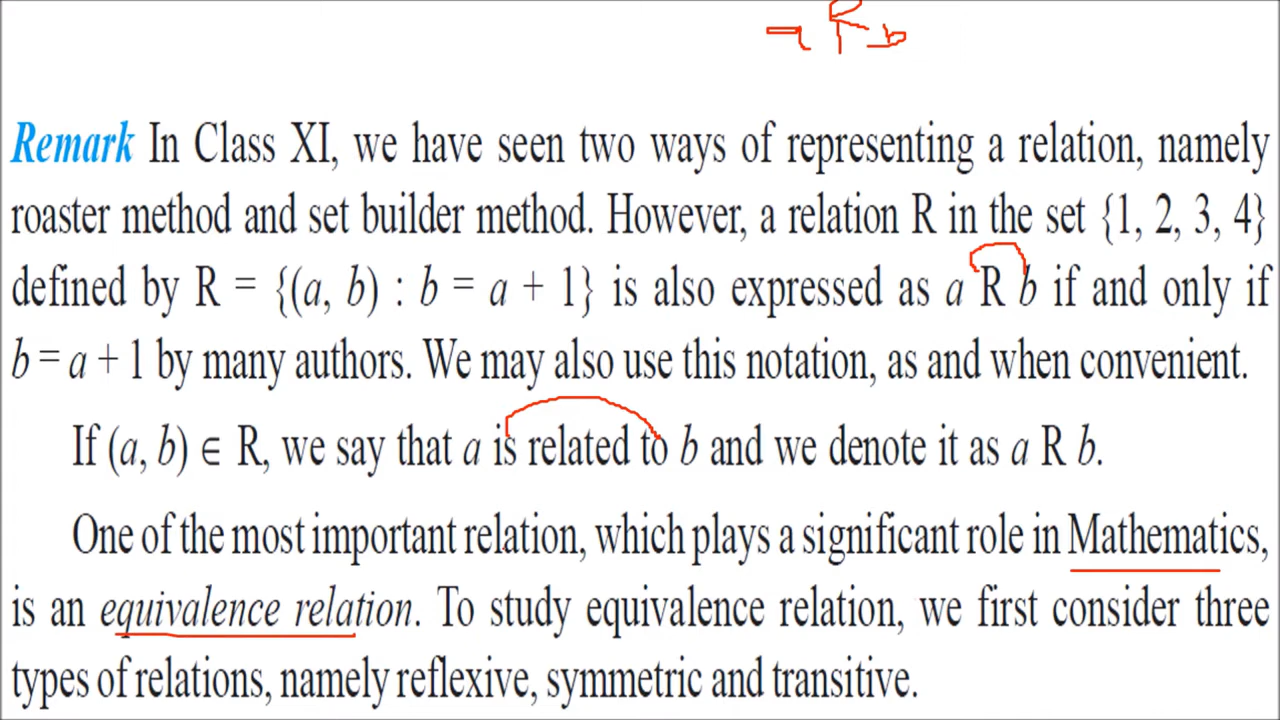 a R b
Remark In Class XI, we have seen two ways of representing a relation, namely
roaster method and set builder method. However, a relation R in the set {1, 2, 3, 4}
defined by R = {(a, b) : b = a + 1} is also expressed as a R b if and only if
b = a + 1 by many authors. We may also use this notation, as and when convenient.
If (a, b) ∈ R, we say that a is related to b and we denote it as a R b.
One of the most important relation, which plays a significant role in Mathematics,
is an equivalence relation. To study equivalence relation, we first consider three
types of relations, namely reflexive, symmetric and transitive.